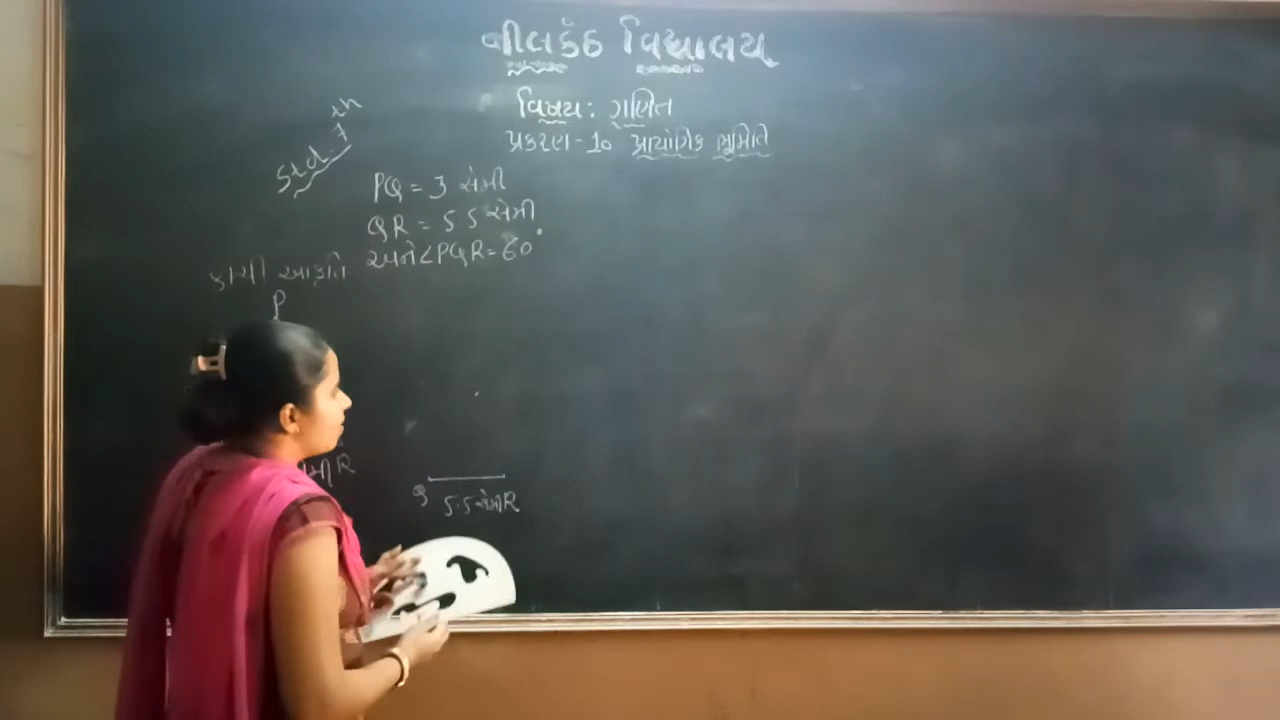 નીલકંઠ વિદ્યાલય
વિષય: ગણિત
પ્રકરણ-10 પ્રાયોગિક ભુમિતિ
Std. 7th
PQ = 3 સેમી
QR = 5.5 સેમી
અને ∠PQR = 60°
કાચી આકૃતિ
P
R
Q 5.5 સેમી R